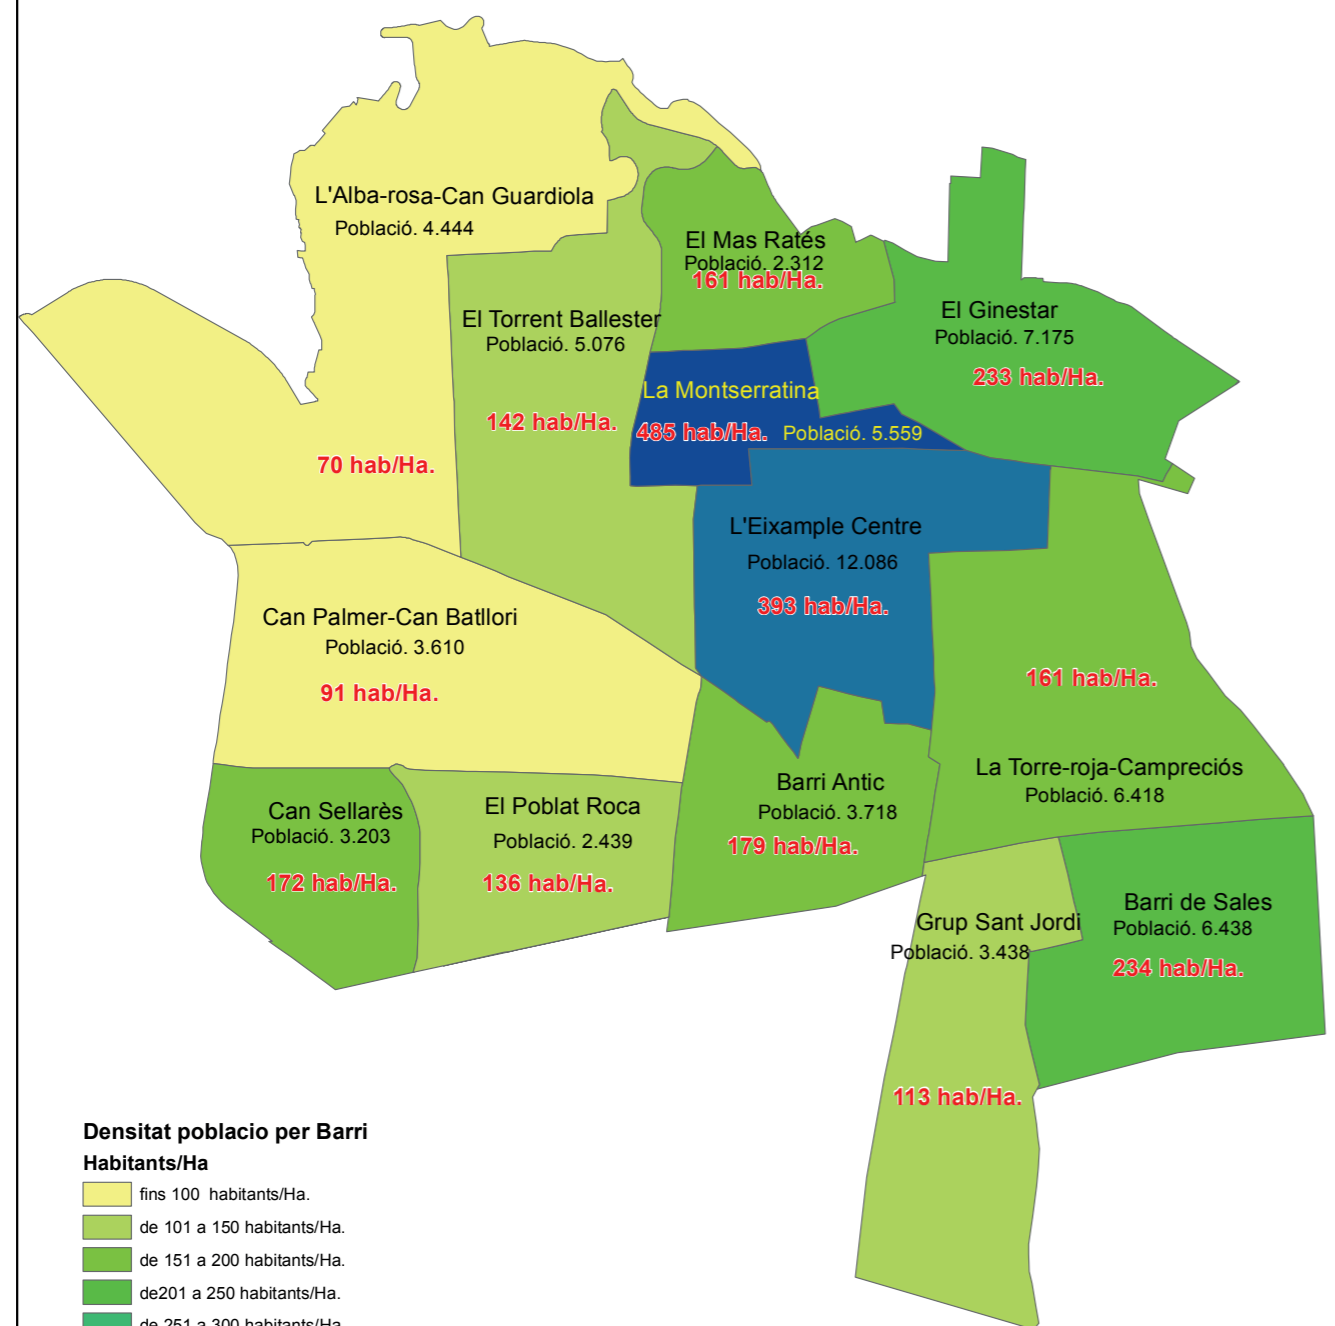 L'Alba-rosa-Can Guardiola
Població. 4.444
70 hab/Ha.
El Mas Ratés
Població. 2.312
161 hab/Ha.
El Torrent Ballester
Població. 5.076
142 hab/Ha.
El Ginestar
Població. 7.175
233 hab/Ha.
La Montserratina
485 hab/Ha.
Població. 5.559
L'Eixample Centre
Població. 12.086
393 hab/Ha.
Can Palmer-Can Batllori
Població. 3.610
91 hab/Ha.
161 hab/Ha.
La Torre-roja-Campreciós
Població. 6.418
Can Sellarès
Població. 3.203
172 hab/Ha.
El Poblat Roca
Població. 2.439
136 hab/Ha.
Barri Antic
Població. 3.718
179 hab/Ha.
Grup Sant Jordi
Població. 3.438
113 hab/Ha.
Barri de Sales
Població. 6.438
234 hab/Ha.
Densitat poblacio per Barri
Habitants/Ha
fins 100 habitants/Ha.
de 101 a 150 habitants/Ha.
de 151 a 200 habitants/Ha.
de201 a 250 habitants/Ha.
de 251 a 300 habitants/Ha.